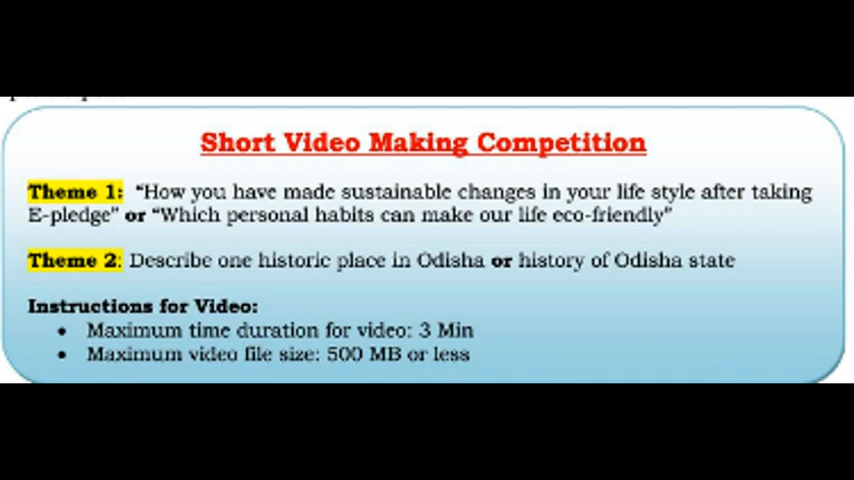 Short Video Making Competition
Theme 1: “How you have made sustainable changes in your life style after taking
E-pledge” or “Which personal habits can make our life eco-friendly”
Theme 2: Describe one historic place in Odisha or history of Odisha state
Instructions for Video:
• Maximum time duration for video: 3 Min
• Maximum video file size: 500 MB or less